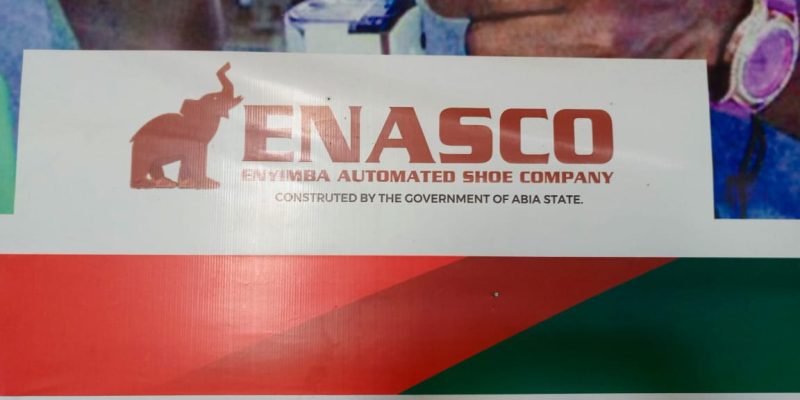 ENASCO
ENYIMBA AUTOMATED SHOE COMPANY
CONSTRUTED BY THE GOVERNMENT OF ABIA STATE.